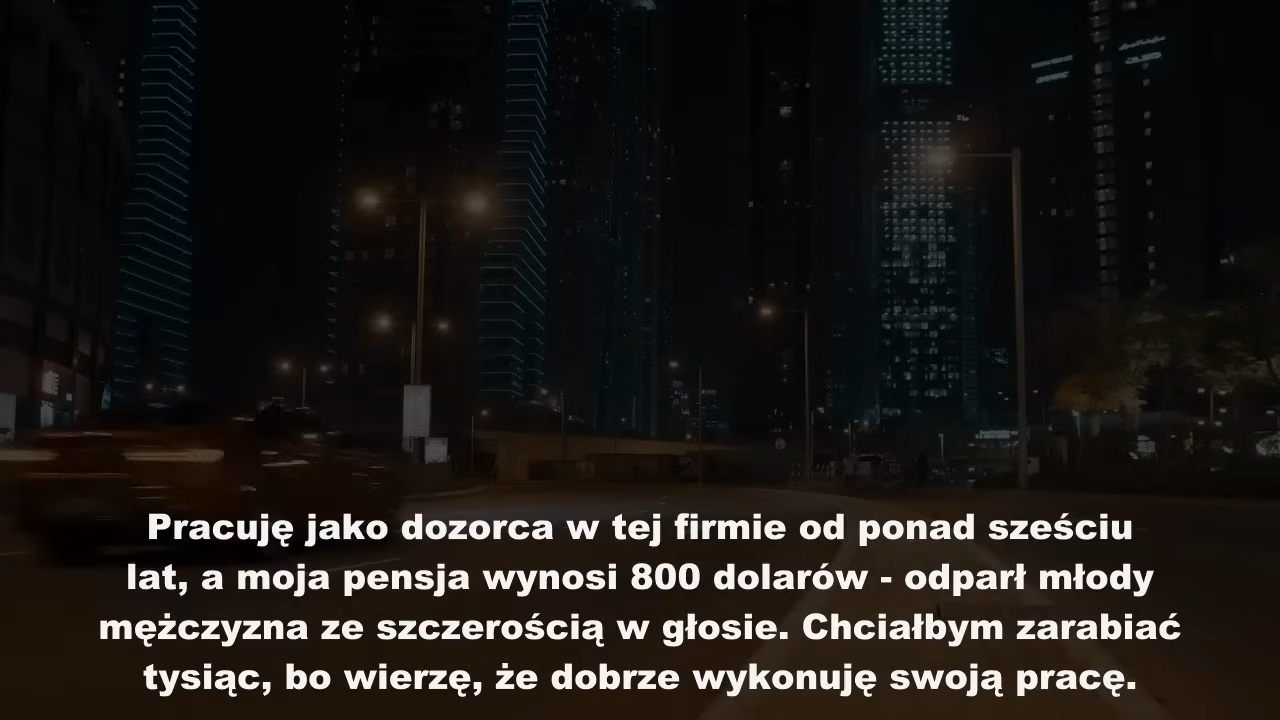 Pracuję jako dozorca w tej firmie od ponad sześciu
lat, a moja pensja wynosi 800 dolarów - odparł młody
mężczyzna ze szczerością w głosie. Chciałbym zarabiać
tysiąc, bo wierzę, że dobrze wykonuję swoją pracę.